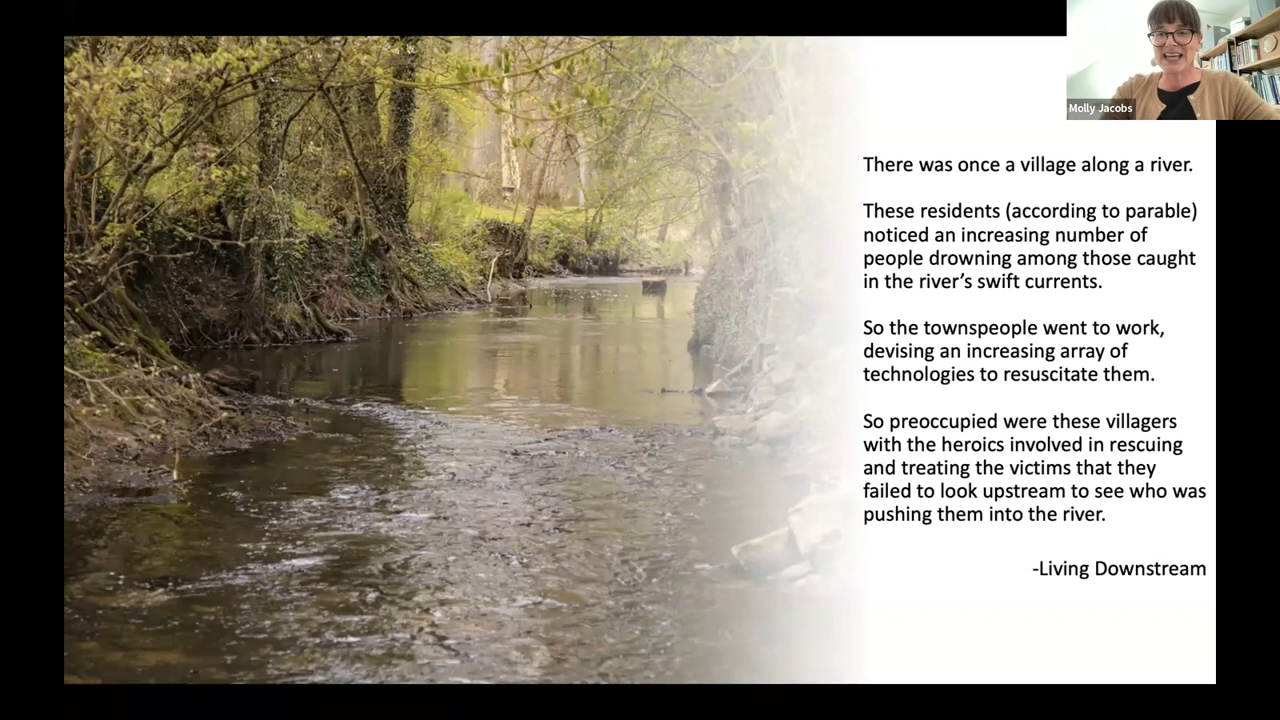 Molly Jacobs
There was once a village along a river.
These residents (according to parable)
noticed an increasing number of
people drowning among those caught
in the river’s swift currents.
So the townspeople went to work,
devising an increasing array of
technologies to resuscitate them.
So preoccupied were these villagers
with the heroics involved in rescuing
and treating the victims that they
failed to look upstream to see who was
pushing them into the river.
-Living Downstream